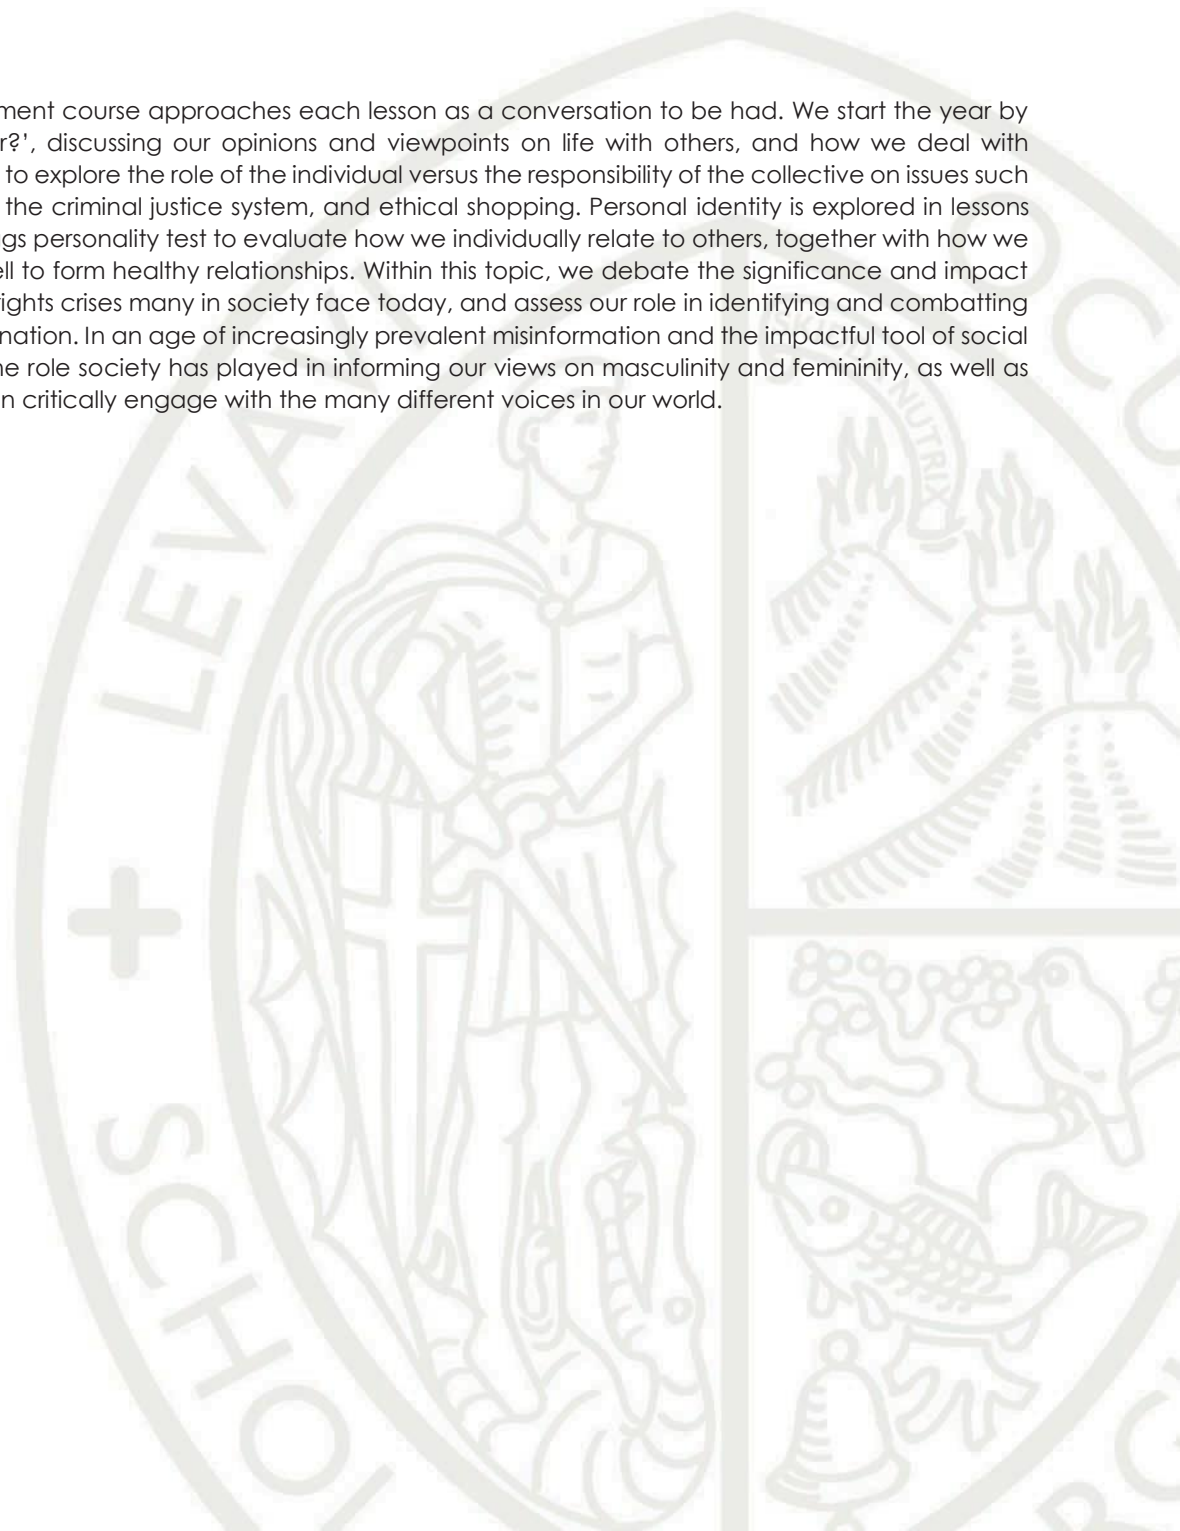 ment course approaches each lesson as a conversation to be had. We start the year by
r?’, discussing our opinions and viewpoints on life with others, and how we deal with
to explore the role of the individual versus the responsibility of the collective on issues such
the criminal justice system, and ethical shopping. Personal identity is explored in lessons
gs personality test to evaluate how we individually relate to others, together with how we
ell to form healthy relationships. Within this topic, we debate the significance and impact
rights crises many in society face today, and assess our role in identifying and combatting
nation. In an age of increasingly prevalent misinformation and the impactful tool of social
he role society has played in informing our views on masculinity and femininity, as well as
n critically engage with the many different voices in our world.
LEVAVI
OCU
NUTRIX
SCHO